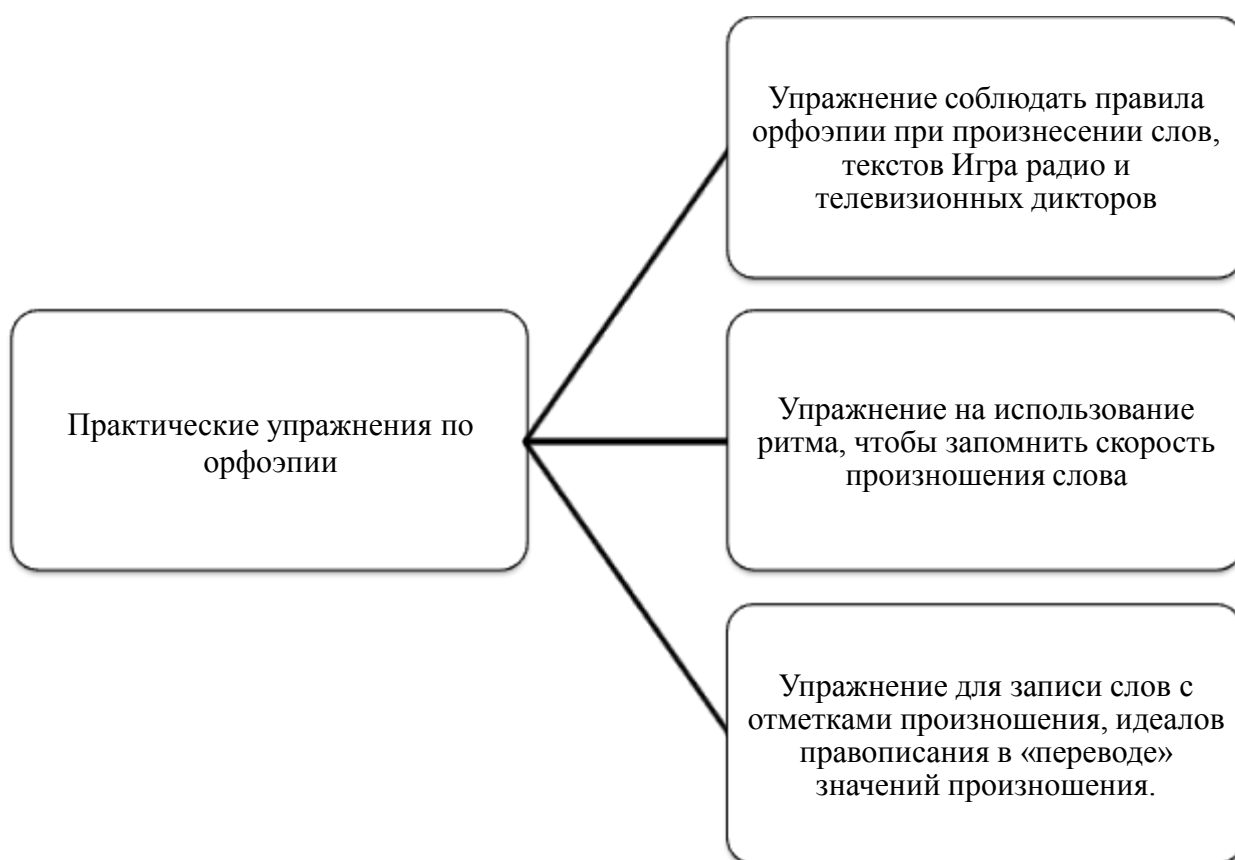 Практические упражнения по
орфоэпии
Упражнение соблюдать правила
орфоэпии при произнесении слов,
текстов Игра радио и
телевизионных дикторов
Упражнение на использование
ритма, чтобы запомнить скорость
произношения слова
Упражнение для записи слов с
отметками произношения, идеалов
правописания в «переводе»
значений произношения.